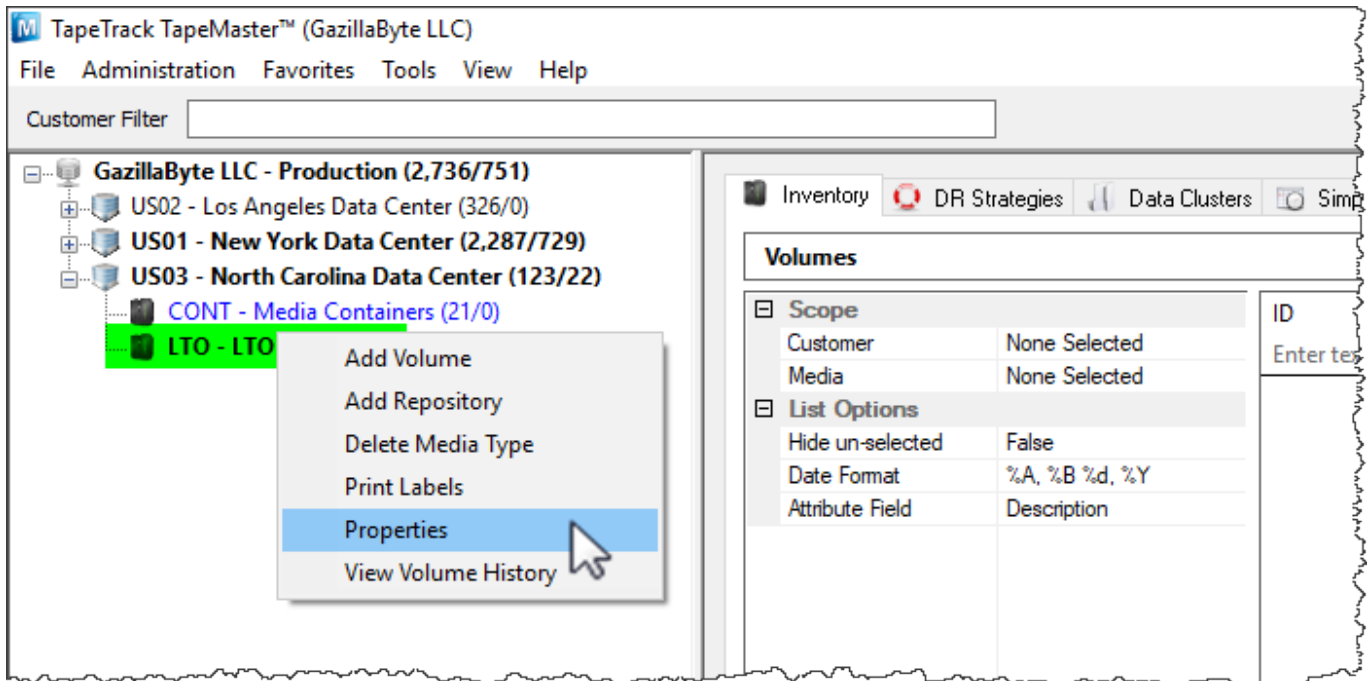 TapeTrack TapeMaster™ (GazillaByte LLC)
File Administration Favorites Tools View Help
Customer Filter
GazillaByte LLC - Production (2,736/751)
US02 - Los Angeles Data Center (326/0)
US01 - New York Data Center (2,287/729)
US03 - North Carolina Data Center (123/22)
CONT - Media Containers (21/0)
LTO - LTO
Add Volume
Add Repository
Delete Media Type
Print Labels
Properties
View Volume History
Inventory DR Strategies Data Clusters
Volumes
Scope
Customer None Selected
Media None Selected
List Options
Hide un-selected False
Date Format %A, %B %d, %Y
Attribute Field Description
ID
Enter